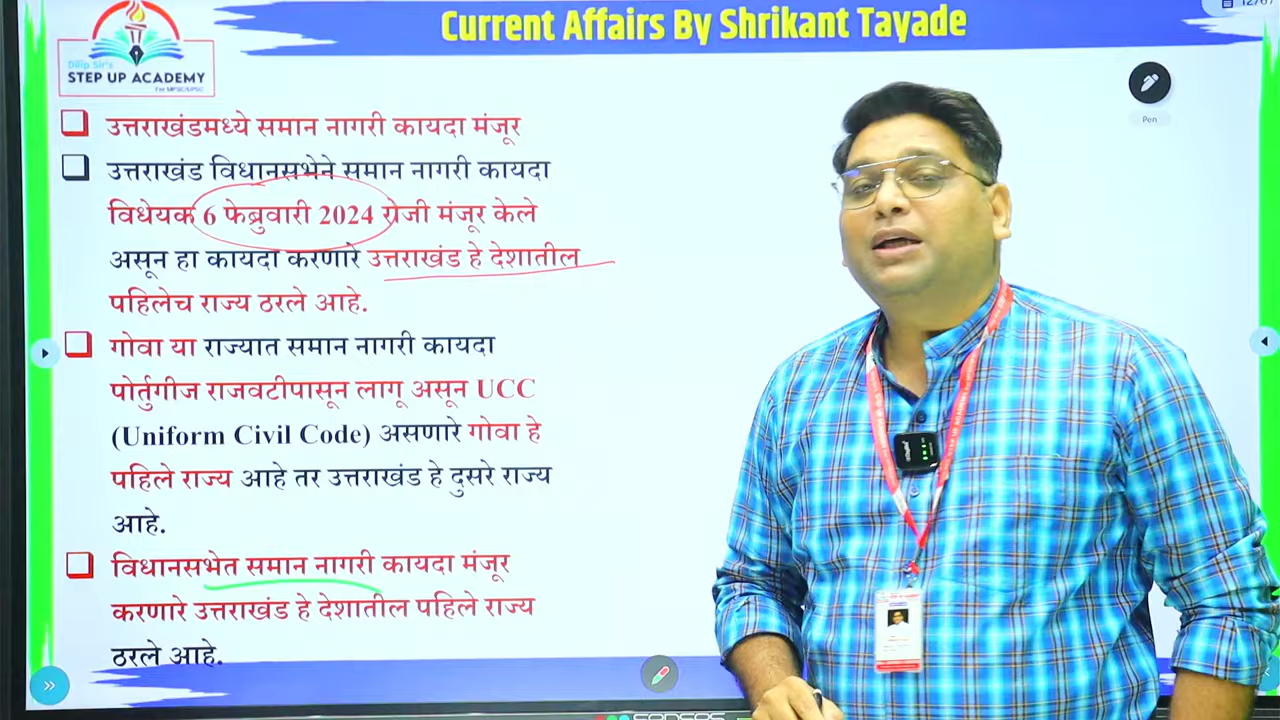 Current Affairs By Shrikant Tayade
Dilip Sir's
STEP UP ACADEMY
For MPSC/UPSC
Pen
उत्तराखंडमध्ये समान नागरी कायदा मंजूर
उत्तराखंड विधानसभेने समान नागरी कायदा
विधेयक 6 फेब्रुवारी 2024 रोजी मंजूर केले
असून हा कायदा करणारे उत्तराखंड हे देशातील
पहिलेच राज्य ठरले आहे.
गोवा या राज्यात समान नागरी कायदा
पोर्तुगीज राजवटीपासून लागू असून UCC
(Uniform Civil Code) असणारे गोवा हे
पहिले राज्य आहे तर उत्तराखंड हे दुसरे राज्य
आहे.
विधानसभेत समान नागरी कायदा मंजूर
करणारे उत्तराखंड हे देशातील पहिले राज्य
ठरले आहे.